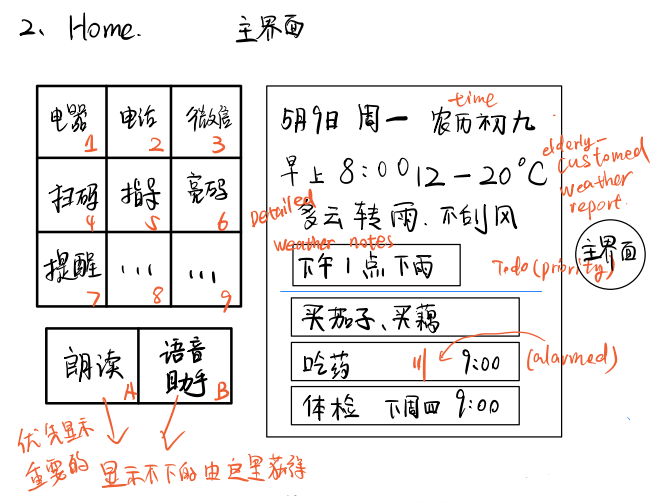 2、Home. 主界面
电器 电话 微信
1 2 3
扫码 指导 亮码
4 5 6
提醒 ... ...
7 8 9
朗读 语音助手
A B
优先显示重要的
显示不下的由这里获得
time
5月9日 周一 农历初九
早上 8:00 12-20°C
elderly-customed weather report.
多云转雨.不刮风
Detailed weather notes
下午1点下雨
Todo(priority)
主界面
买茄子、买藕
吃药 9:00
(alarmed)
体检 下周四 9:00